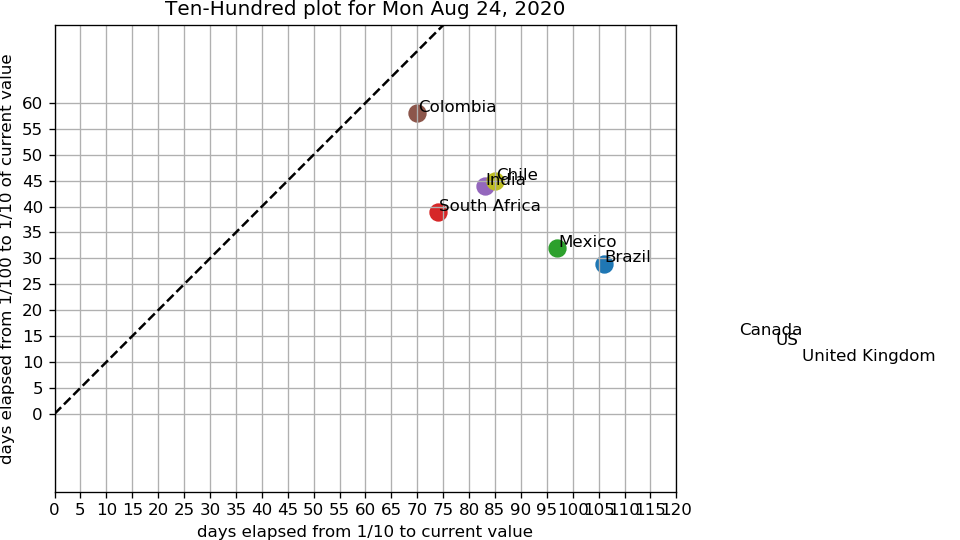 Ten-Hundred plot for Mon Aug 24, 2020
days elapsed from 1/100 to 1/10 of current value
60
55
50
45
40
35
30
25
20
15
10
5
0
Colombia
Chile
India
South Africa
Mexico
Brazil
Canada
US
United Kingdom
0 5 10 15 20 25 30 35 40 45 50 55 60 65 70 75 80 85 90 95 100 105 110 115 120
days elapsed from 1/10 to current value